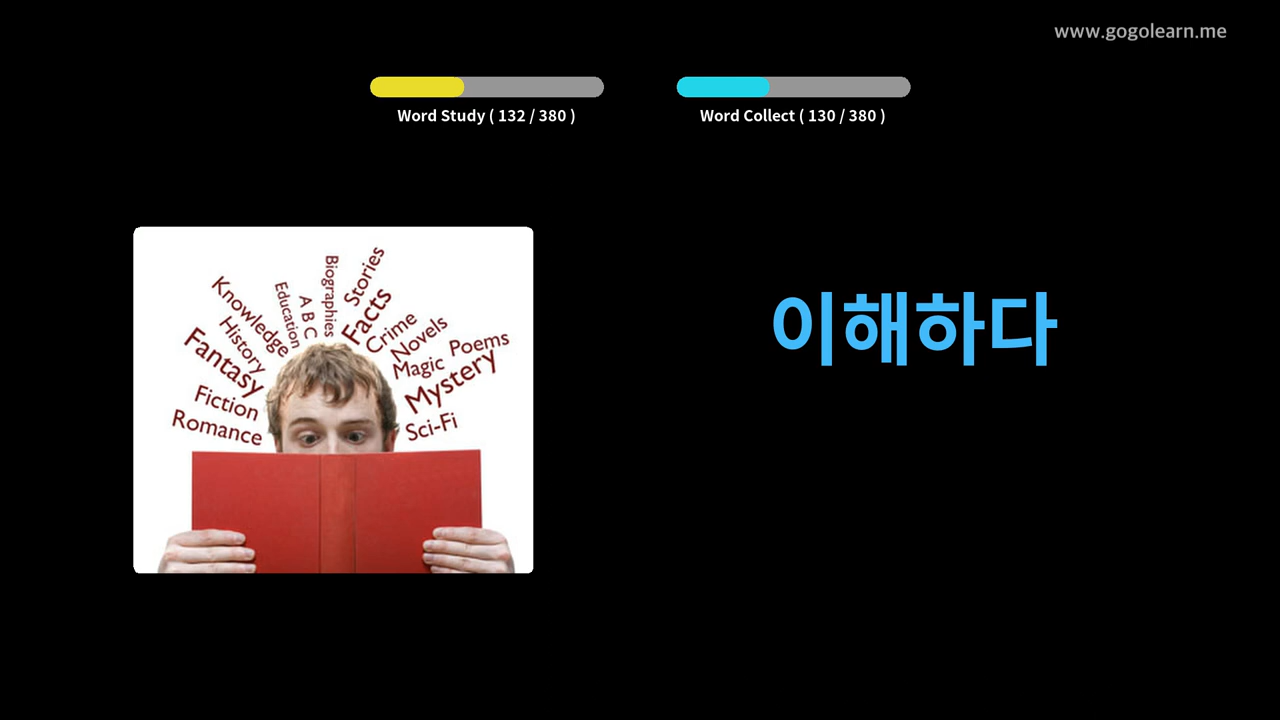 www.gogolearn.me
Word Study ( 132 / 380 )
Word Collect ( 130 / 380 )
Stories
Biographies
Facts
A B C
Education
Knowledge
History
Crime
Novels
Poems
Magic
Mystery
Fantasy
Fiction
Romance
Sci-Fi
이해하다